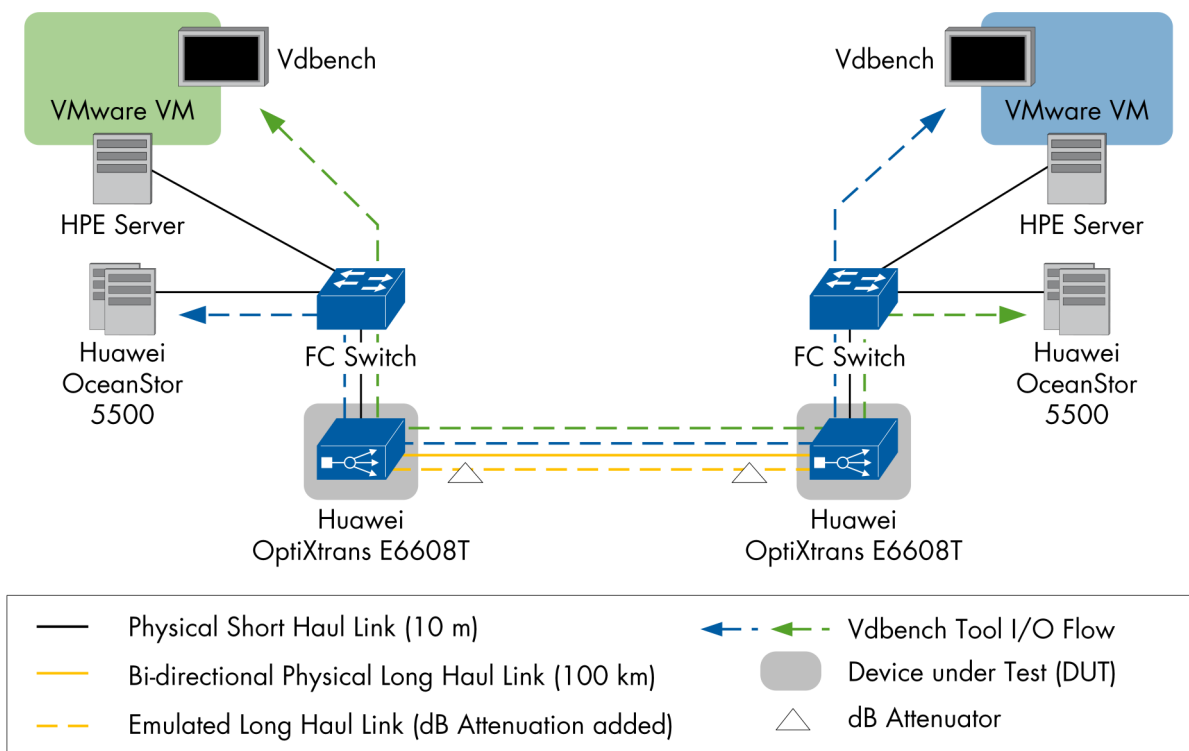 Vdbench
VMware VM
HPE Server
Huawei
OceanStor
5500
FC Switch
Huawei
OptiXtrans E6608T
Vdbench
VMware VM
HPE Server
FC Switch
Huawei
OceanStor
5500
Huawei
OptiXtrans E6608T
Physical Short Haul Link (10 m)
Bi-directional Physical Long Haul Link (100 km)
Emulated Long Haul Link (dB Attenuation added)
Vdbench Tool I/O Flow
Device under Test (DUT)
dB Attenuator